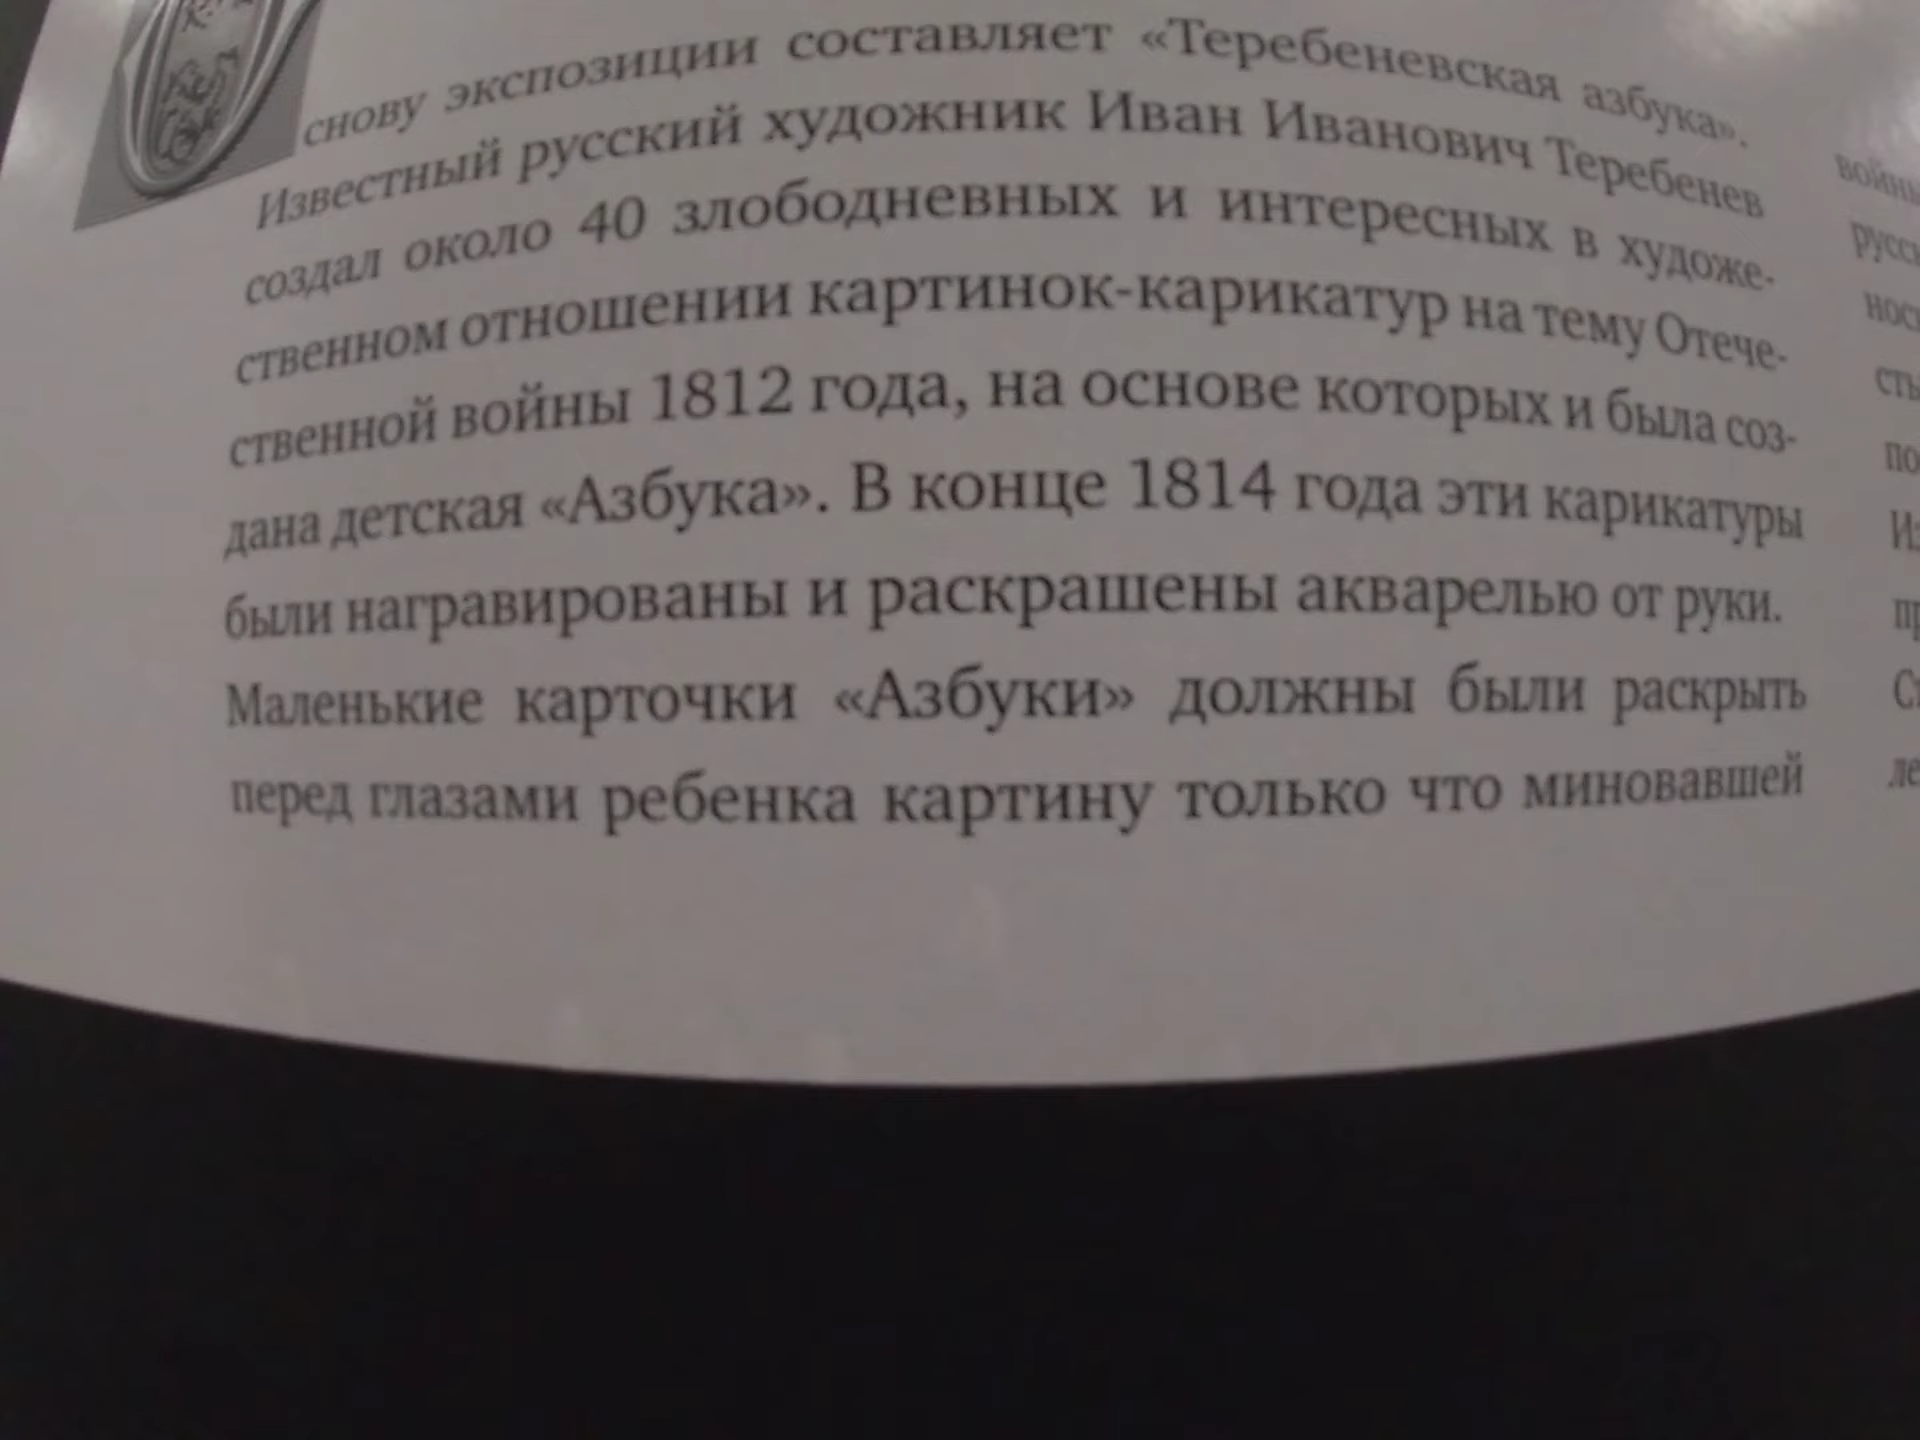 снову экспозиции составляет «Теребеневская азбука».
Известный русский художник Иван Иванович Теребенев
создал около 40 злободневных и интересных в художе-
ственном отношении картинок-карикатур на тему Отече-
ственной войны 1812 года, на основе которых и была соз-
дана детская «Азбука». В конце 1814 года эти карикатуры
были награвированы и раскрашены акварелью от руки.
Маленькие карточки «Азбуки» должны были раскрыть
перед глазами ребенка картину только что миновавшей